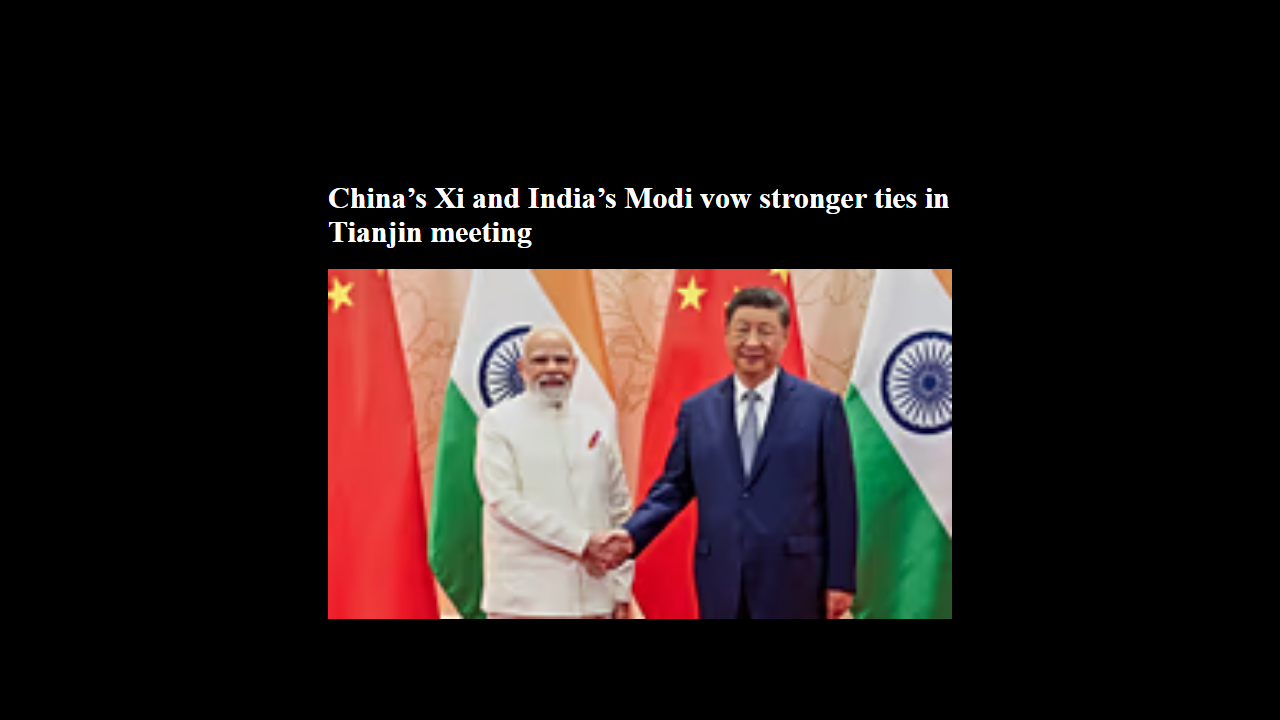 China’s Xi and India’s Modi vow stronger ties in
Tianjin meeting